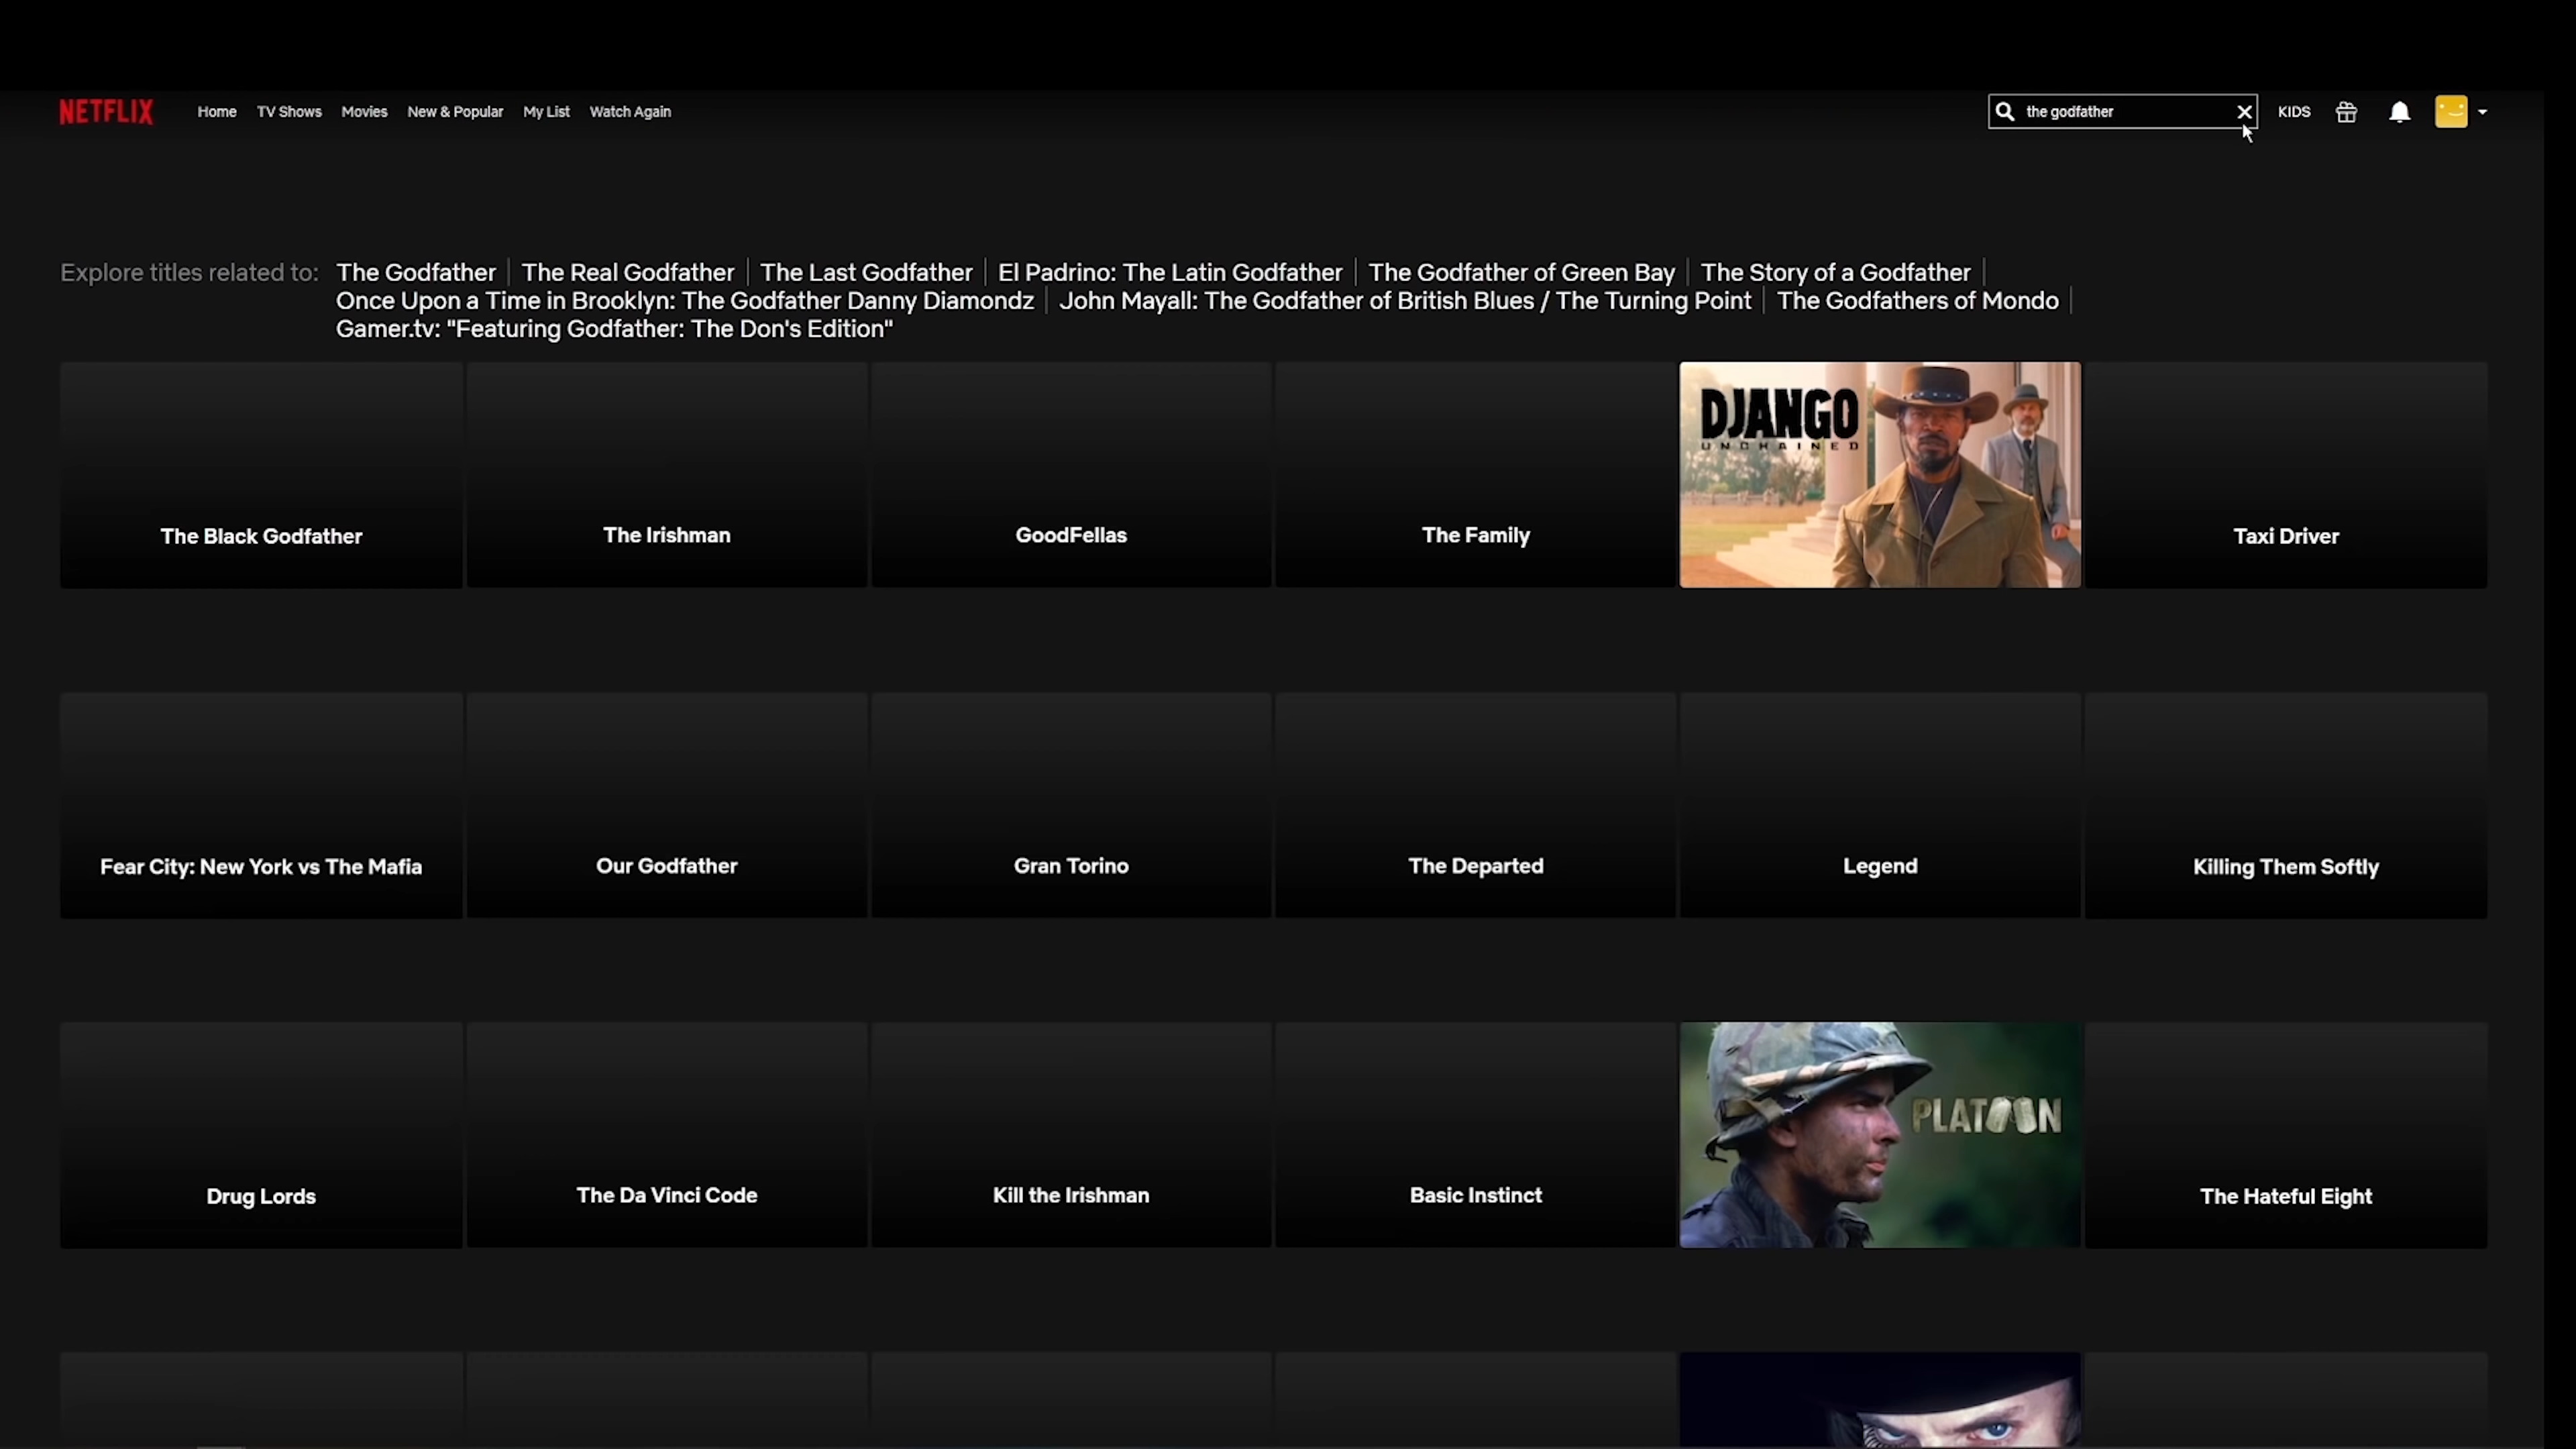 NETFLIX Home TV Shows Movies New & Popular My List Watch Again the godfather KIDS
Explore titles related to: The Godfather The Real Godfather The Last Godfather El Padrino: The Latin Godfather The Godfather of Green Bay The Story of a Godfather
Once Upon a Time in Brooklyn: The Godfather Danny Diamondz John Mayall: The Godfather of British Blues / The Turning Point The Godfathers of Mondo
Gamer.tv: "Featuring Godfather: The Don's Edition"
DJANGO
UNCHAINED
The Black Godfather The Irishman GoodFellas The Family Taxi Driver
Fear City: New York vs The Mafia Our Godfather Gran Torino The Departed Legend Killing Them Softly
PLATOON
Drug Lords The Da Vinci Code Kill the Irishman Basic Instinct The Hateful Eight